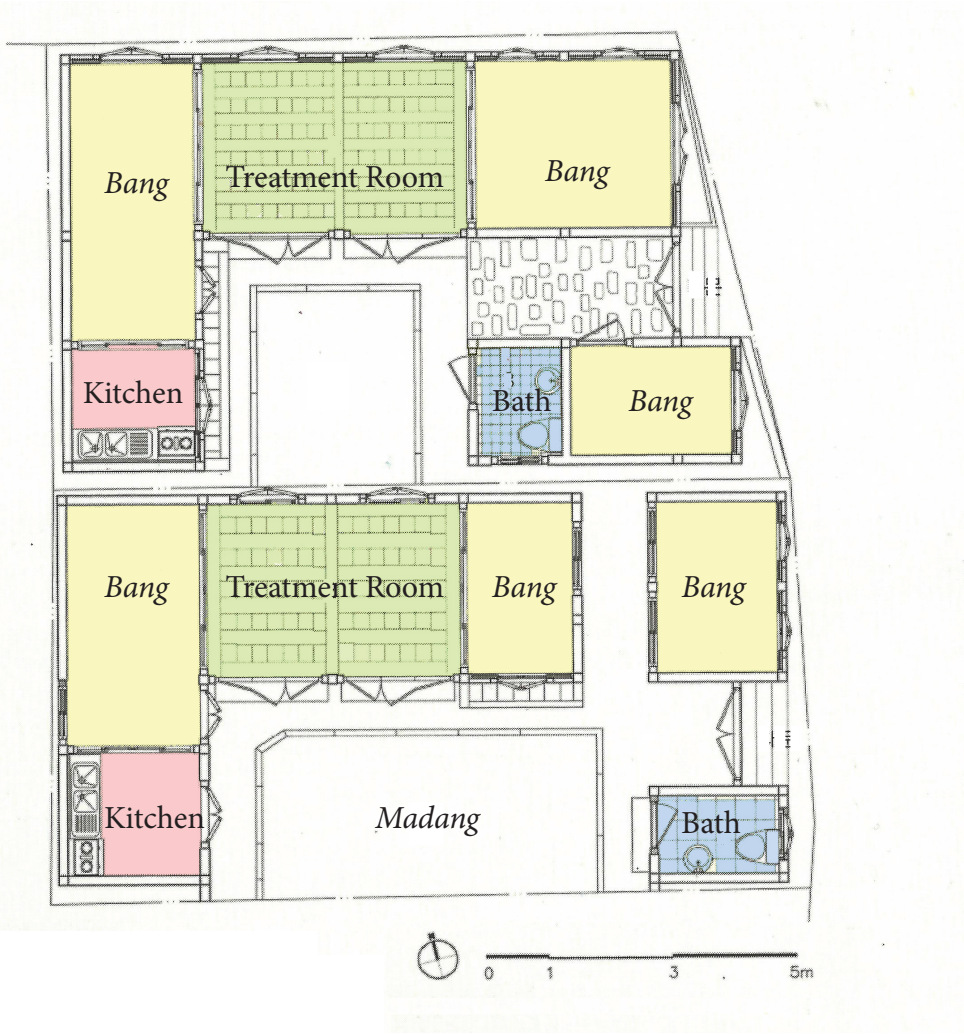 Bang
Treatment Room
Bang
Kitchen
Bath
Bang
Bang
Treatment Room
Bang
Bang
Kitchen
Madang
Bath
0 1 3 5m